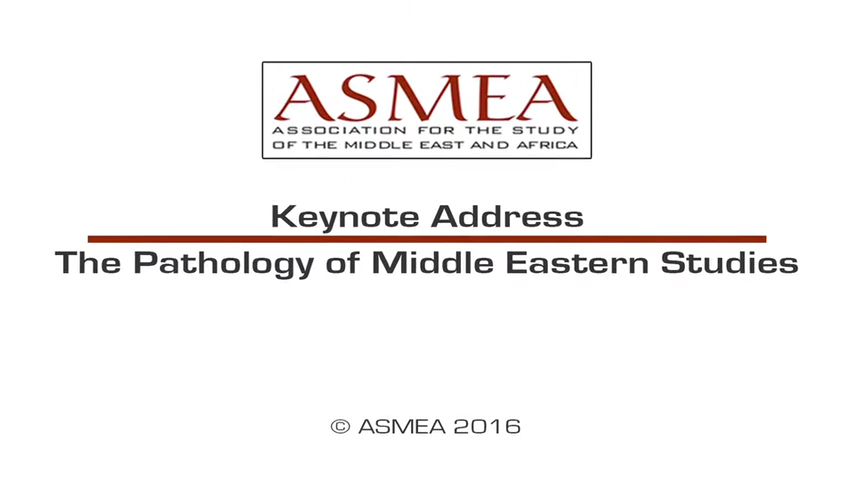 ASMEA
ASSOCIATION FOR THE STUDY
OF THE MIDDLE EAST AND AFRICA
Keynote Address
The Pathology of Middle Eastern Studies
© ASMEA 2016